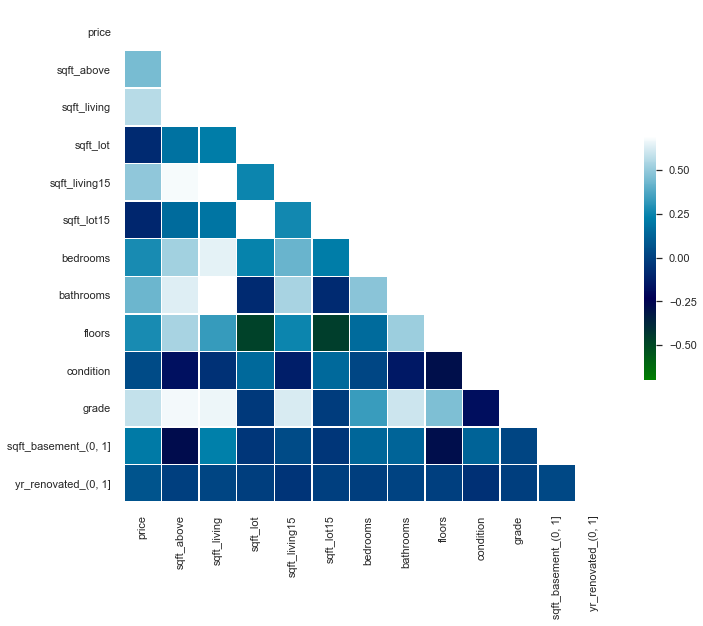 price
sqft_above
sqft_living
sqft_lot
sqft_living15
sqft_lot15
bedrooms
bathrooms
floors
condition
grade
sqft_basement_(0, 1]
yr_renovated_(0, 1]
price
sqft_above
sqft_living
sqft_lot
sqft_living15
sqft_lot15
bedrooms
bathrooms
floors
condition
grade
sqft_basement_(0, 1]
yr_renovated_(0, 1]
0.50
0.25
0.00
−0.25
−0.50